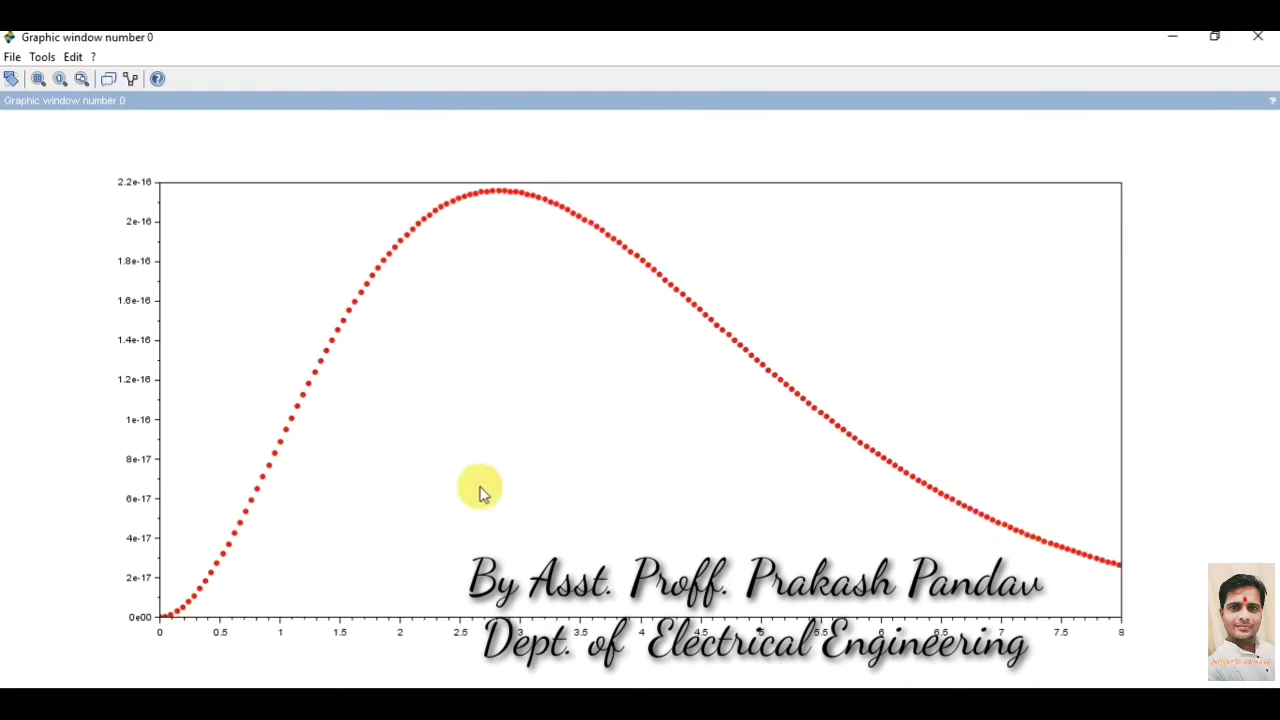 Graphic window number 0
File Tools Edit ?
Graphic window number 0 ?
2.2e-16
2e-16
1.8e-16
1.6e-16
1.4e-16
1.2e-16
1e-16
8e-17
6e-17
4e-17
2e-17
0e00
0 0.5 1 1.5 2 2.5 3 3.5 4 4.5 5 5.5 6 6.5 7 7.5 8
By Asst. Proff. Prakash Pandav
Dept. of Electrical Engineering